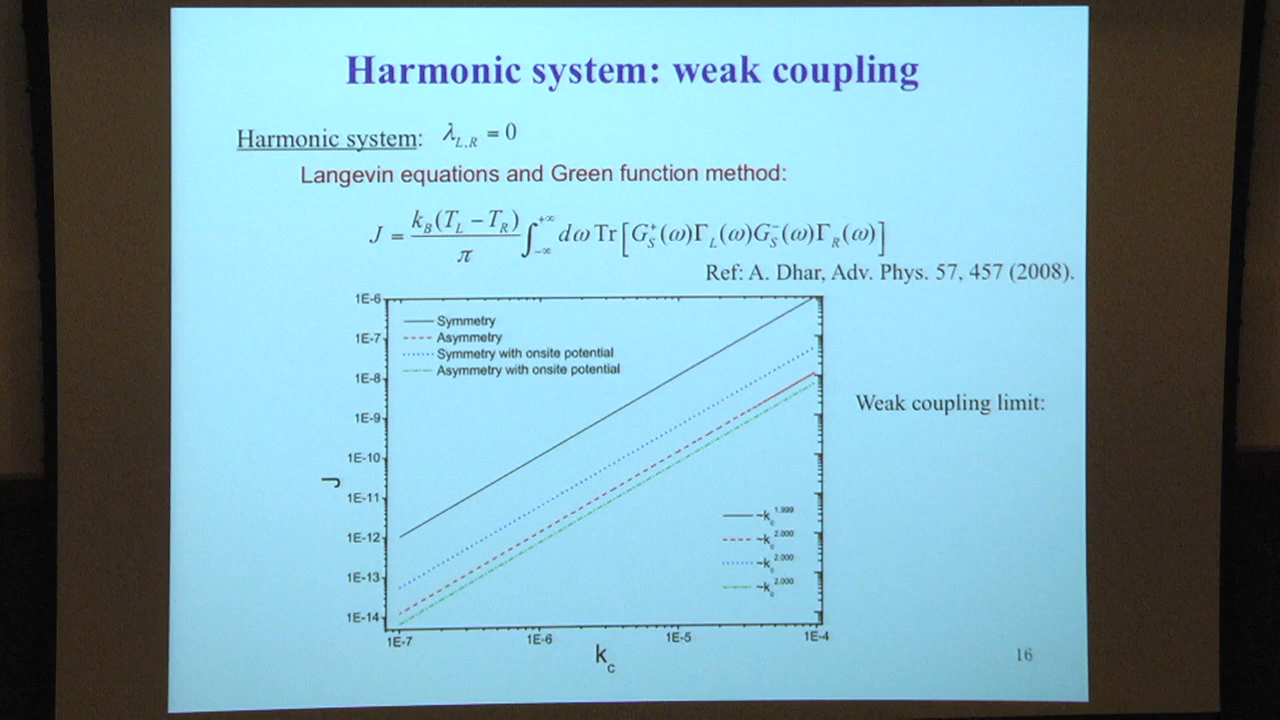 Harmonic system: weak coupling
Harmonic system: λ_{L,R} = 0
Langevin equations and Green function method:
J = \frac{k_B(T_L − T_R)}{π} ∫_{−∞}^{+∞} dω Tr[G_S^+(ω)Γ_L(ω)G_S^−(ω)Γ_R(ω)]
Ref: A. Dhar, Adv. Phys. 57, 457 (2008).
1E-6
1E-7
1E-8
1E-9
1E-10
1E-11
1E-12
1E-13
1E-14
J
Symmetry
Asymmetry
Symmetry with onsite potential
Asymmetry with onsite potential
Weak coupling limit:
~k_c^{1.999}
~k_c^{2.000}
~k_c^{2.000}
~k_c^{2.000}
1E-7 1E-6 1E-5 1E-4
k_c
16